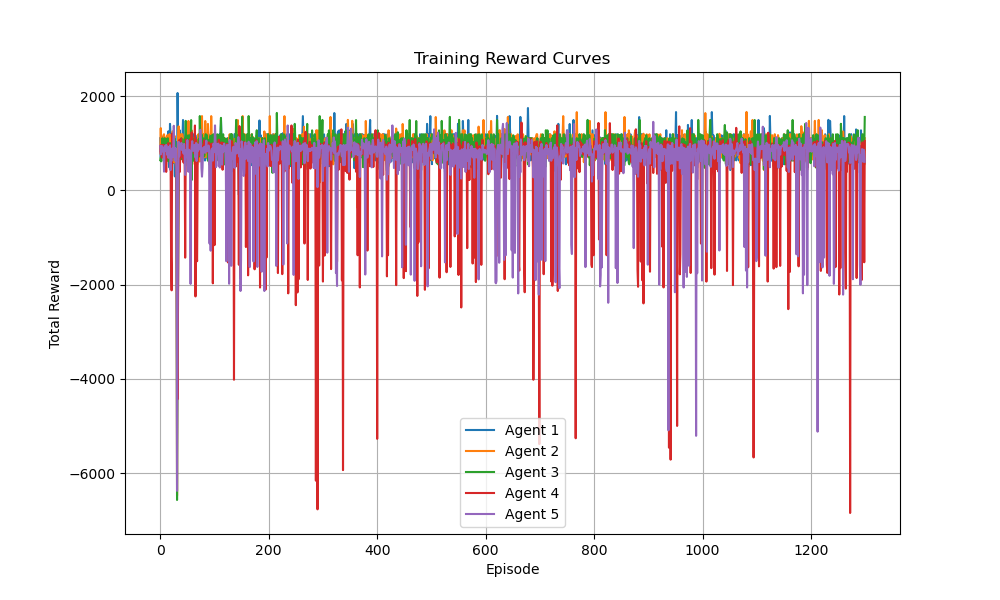 Training Reward Curves
2000
0
−2000
−4000
−6000
Total Reward
0
200
400
600
800
1000
1200
Episode
Agent 1
Agent 2
Agent 3
Agent 4
Agent 5